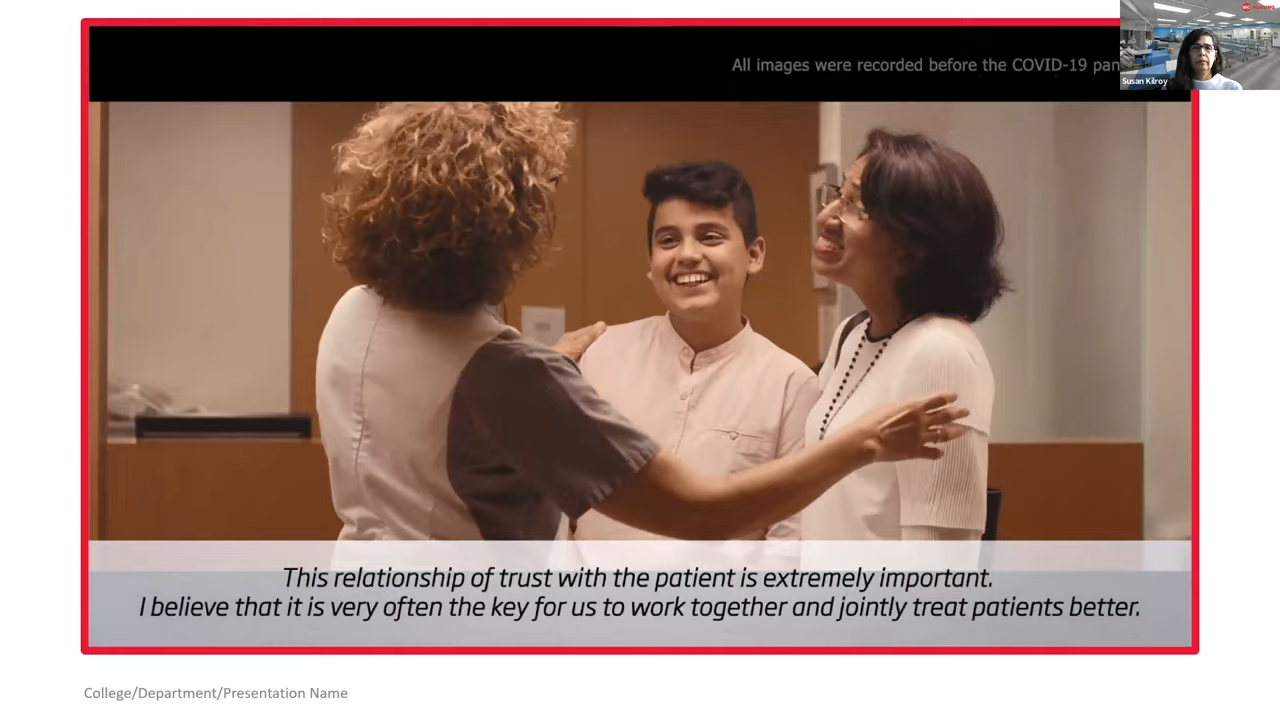 All images were recorded before the COVID-19 pan
Susan Kilroy
This relationship of trust with the patient is extremely important.
I believe that it is very often the key for us to work together and jointly treat patients better.
College/Department/Presentation Name